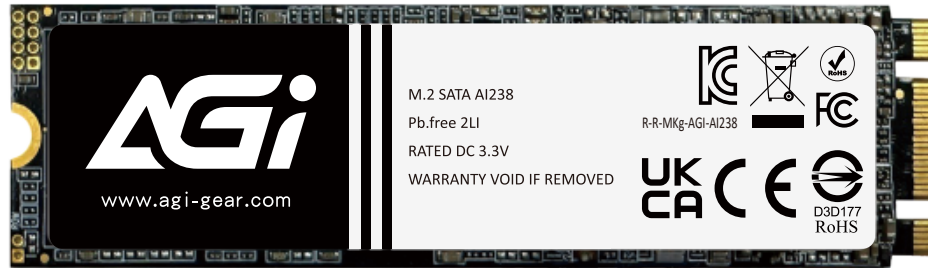 AGi
www.agi-gear.com
M.2 SATA AI238
Pb.free 2LI
RATED DC 3.3V
WARRANTY VOID IF REMOVED
KC
RoHS
R-R-MKg-AGI-AI238
FC
UK
CA
CE
D3D177
RoHS